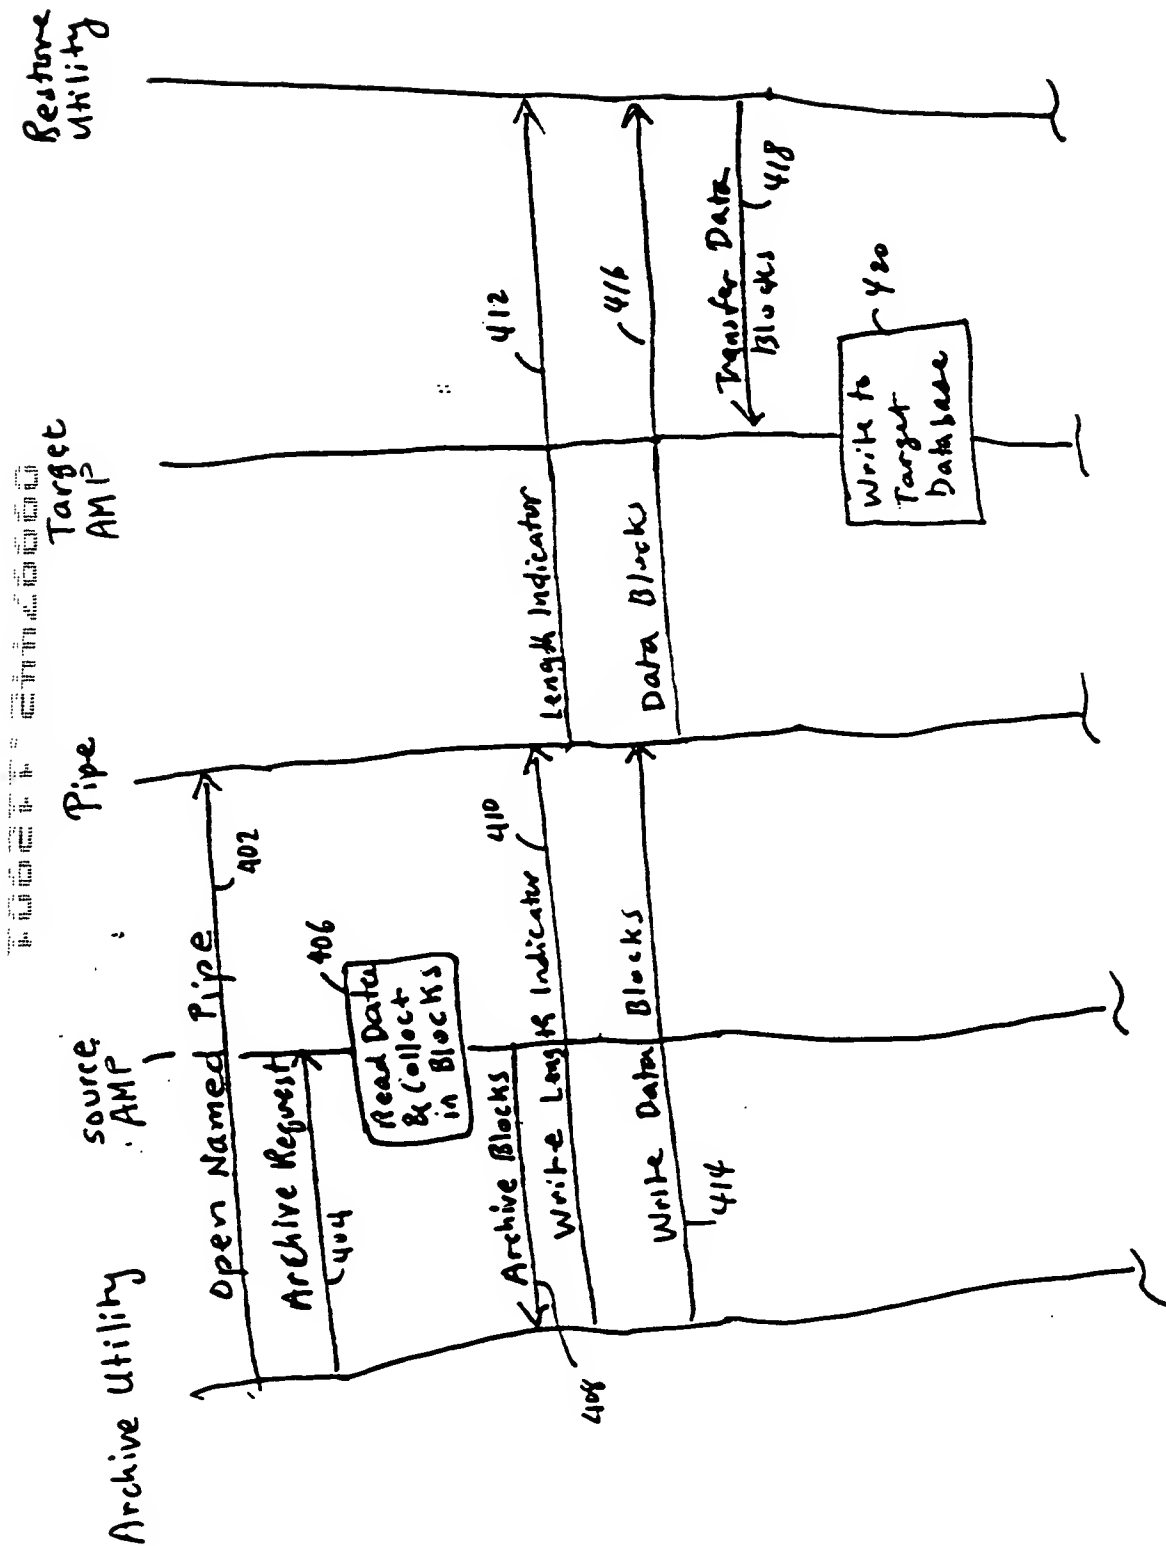 Archive Utility
Source
AMP
Pipe
Target
AMP
Restore
Utility
Open Named Pipe
402
Archive Request
404
406
Read Data
& Collect
in Blocks
Archive Blocks
408
Write Length Indicator
410
Length Indicator
412
Write Data Blocks
414
Data Blocks
416
Transfer Data
Blocks
418
Write to
Target
Database
420